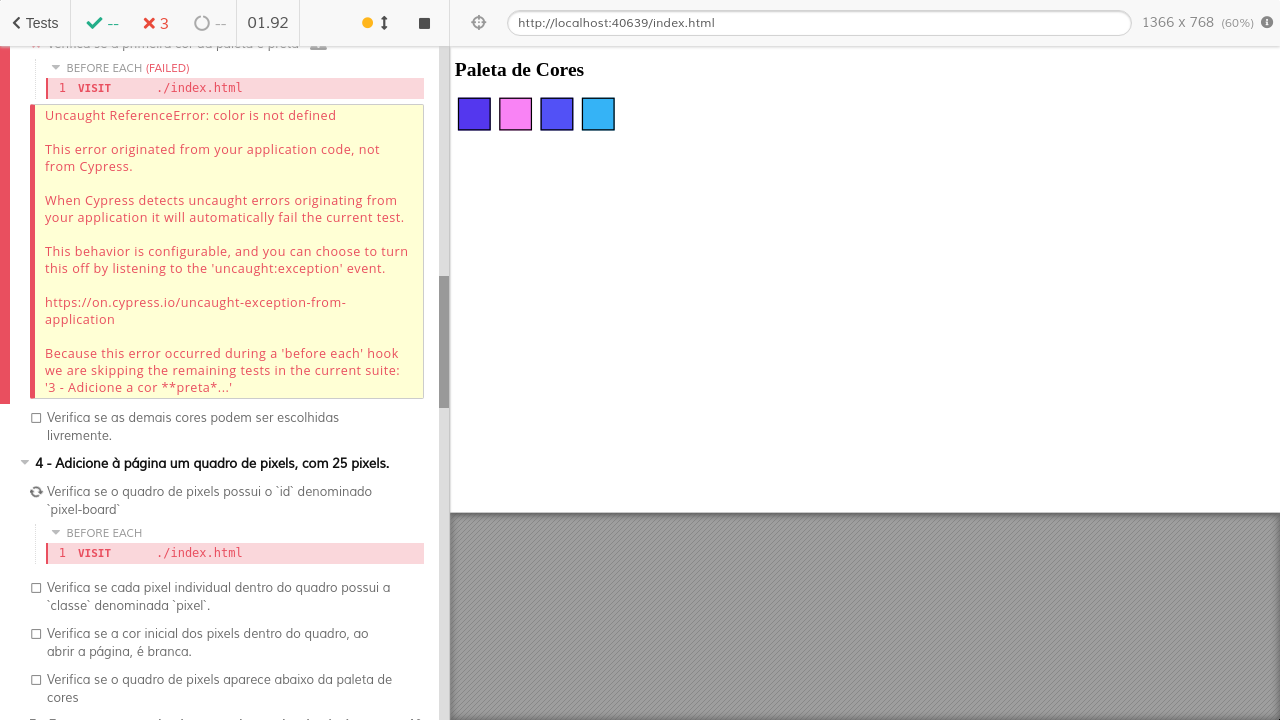 Tests -- 3 -- 01.92 http://localhost:40639/index.html 1366 x 768 (60%)
Verifica se a primeira cor da paleta é preta
BEFORE EACH (FAILED)
1 VISIT ./index.html
Uncaught ReferenceError: color is not defined
This error originated from your application code, not
from Cypress.
When Cypress detects uncaught errors originating from
your application it will automatically fail the current test.
This behavior is configurable, and you can choose to turn
this off by listening to the 'uncaught:exception' event.
https://on.cypress.io/uncaught-exception-from-
application
Because this error occurred during a 'before each' hook
we are skipping the remaining tests in the current suite:
'3 - Adicione a cor **preta*...'
Verifica se as demais cores podem ser escolhidas
livremente.
4 - Adicione à página um quadro de pixels, com 25 pixels.
Verifica se o quadro de pixels possui o `id` denominado
`pixel-board`
BEFORE EACH
1 VISIT ./index.html
Verifica se cada pixel individual dentro do quadro possui a
`classe` denominada `pixel`.
Verifica se a cor inicial dos pixels dentro do quadro, ao
abrir a página, é branca.
Verifica se o quadro de pixels aparece abaixo da paleta de
cores
Paleta de Cores